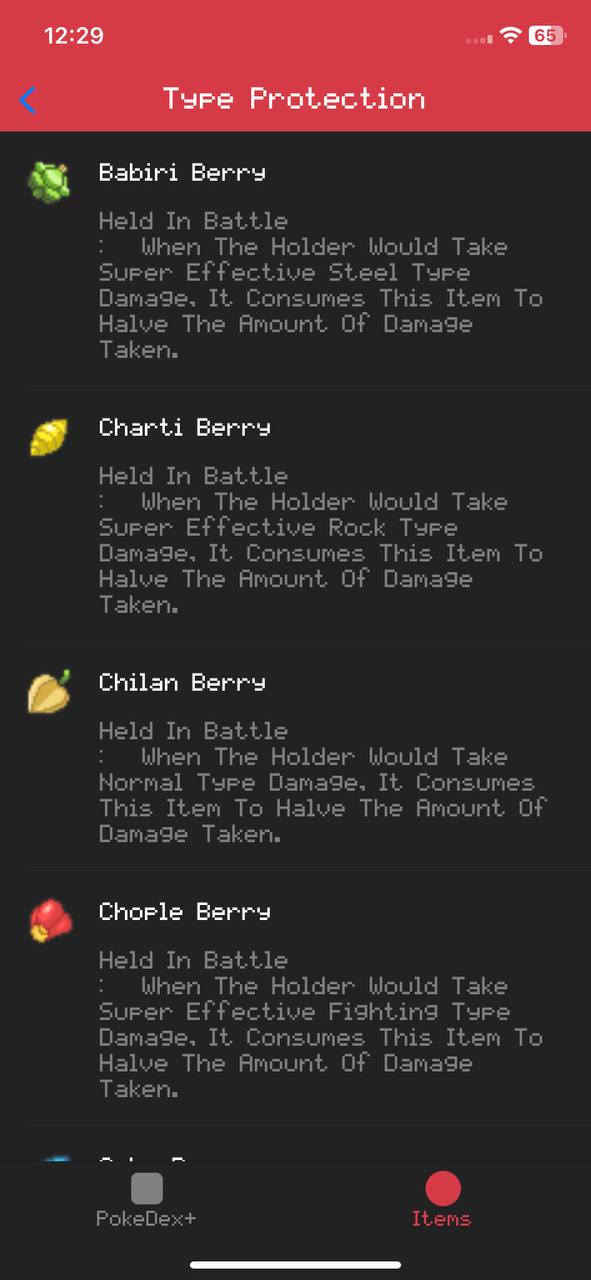 12:29
65
Type Protection
Babiri Berry
Held In Battle
: When The Holder Would Take
Super Effective Steel Type
Damage, It Consumes This Item To
Halve The Amount Of Damage
Taken.
Charti Berry
Held In Battle
: When The Holder Would Take
Super Effective Rock Type
Damage, It Consumes This Item To
Halve The Amount Of Damage
Taken.
Chilan Berry
Held In Battle
: When The Holder Would Take
Normal Type Damage, It Consumes
This Item To Halve The Amount Of
Damage Taken.
Chople Berry
Held In Battle
: When The Holder Would Take
Super Effective Fighting Type
Damage, It Consumes This Item To
Halve The Amount Of Damage
Taken.
PokeDex+
Items